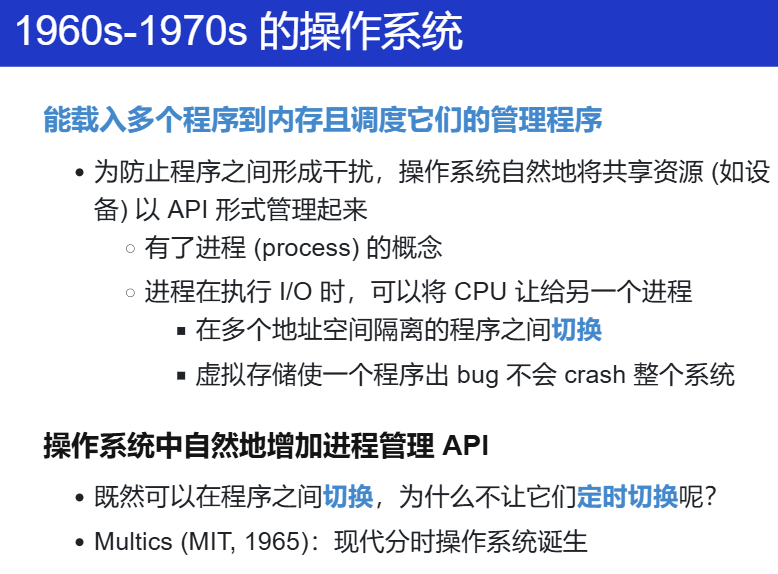 1960s-1970s 的操作系统
能载入多个程序到内存且调度它们的管理程序
• 为防止程序之间形成干扰，操作系统自然地将共享资源 (如设
备) 以 API 形式管理起来
○ 有了进程 (process) 的概念
○ 进程在执行 I/O 时，可以将 CPU 让给另一个进程
▪ 在多个地址空间隔离的程序之间切换
▪ 虚拟存储使一个程序出 bug 不会 crash 整个系统
操作系统中自然地增加进程管理 API
• 既然可以在程序之间切换，为什么不让它们定时切换呢？
• Multics (MIT, 1965)：现代分时操作系统诞生